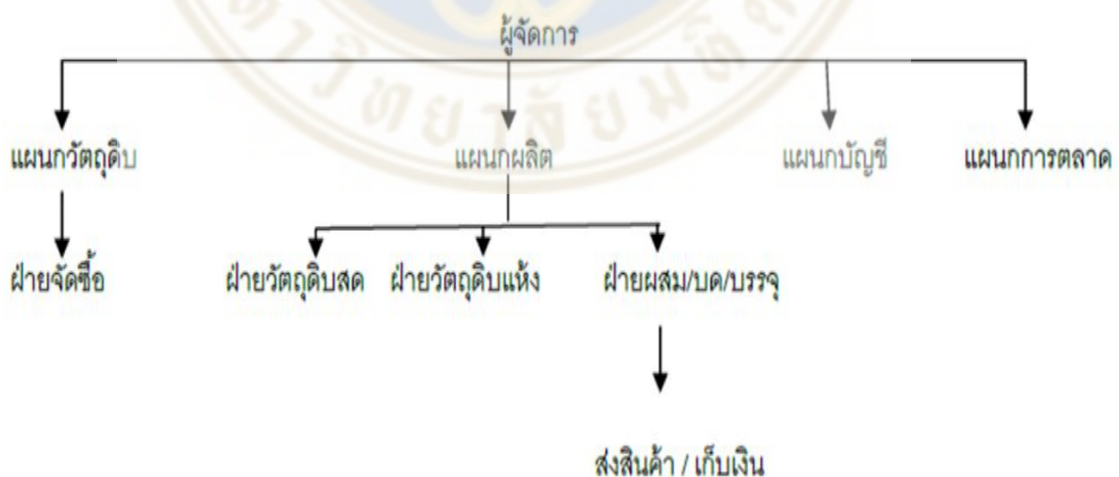 ผู้จัดการ
แผนกวัตถุดิบ แผนกผลิต แผนกบัญชี แผนกการตลาด
ฝ่ายจัดซื้อ ฝ่ายวัตถุดิบสด ฝ่ายวัตถุดิบแห้ง ฝ่ายผสม/บด/บรรจุ
ส่งสินค้า / เก็บเงิน